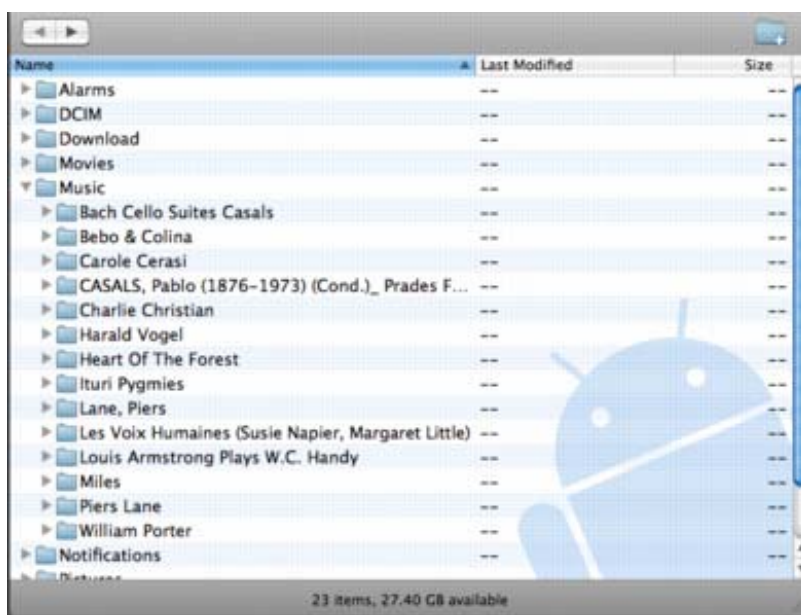 Name Last Modified Size
Alarms -- --
DCIM -- --
Download -- --
Movies -- --
Music -- --
Bach Cello Suites Casals -- --
Bebo & Colina -- --
Carole Cerasi -- --
CASALS, Pablo (1876-1973) (Cond.)_ Prades F... -- --
Charlie Christian -- --
Harald Vogel -- --
Heart Of The Forest -- --
Ituri Pygmies -- --
Lane, Piers -- --
Les Voix Humaines (Susie Napier, Margaret Little) -- --
Louis Armstrong Plays W.C. Handy -- --
Miles -- --
Piers Lane -- --
William Porter -- --
Notifications -- --
23 items, 27.40 GB available